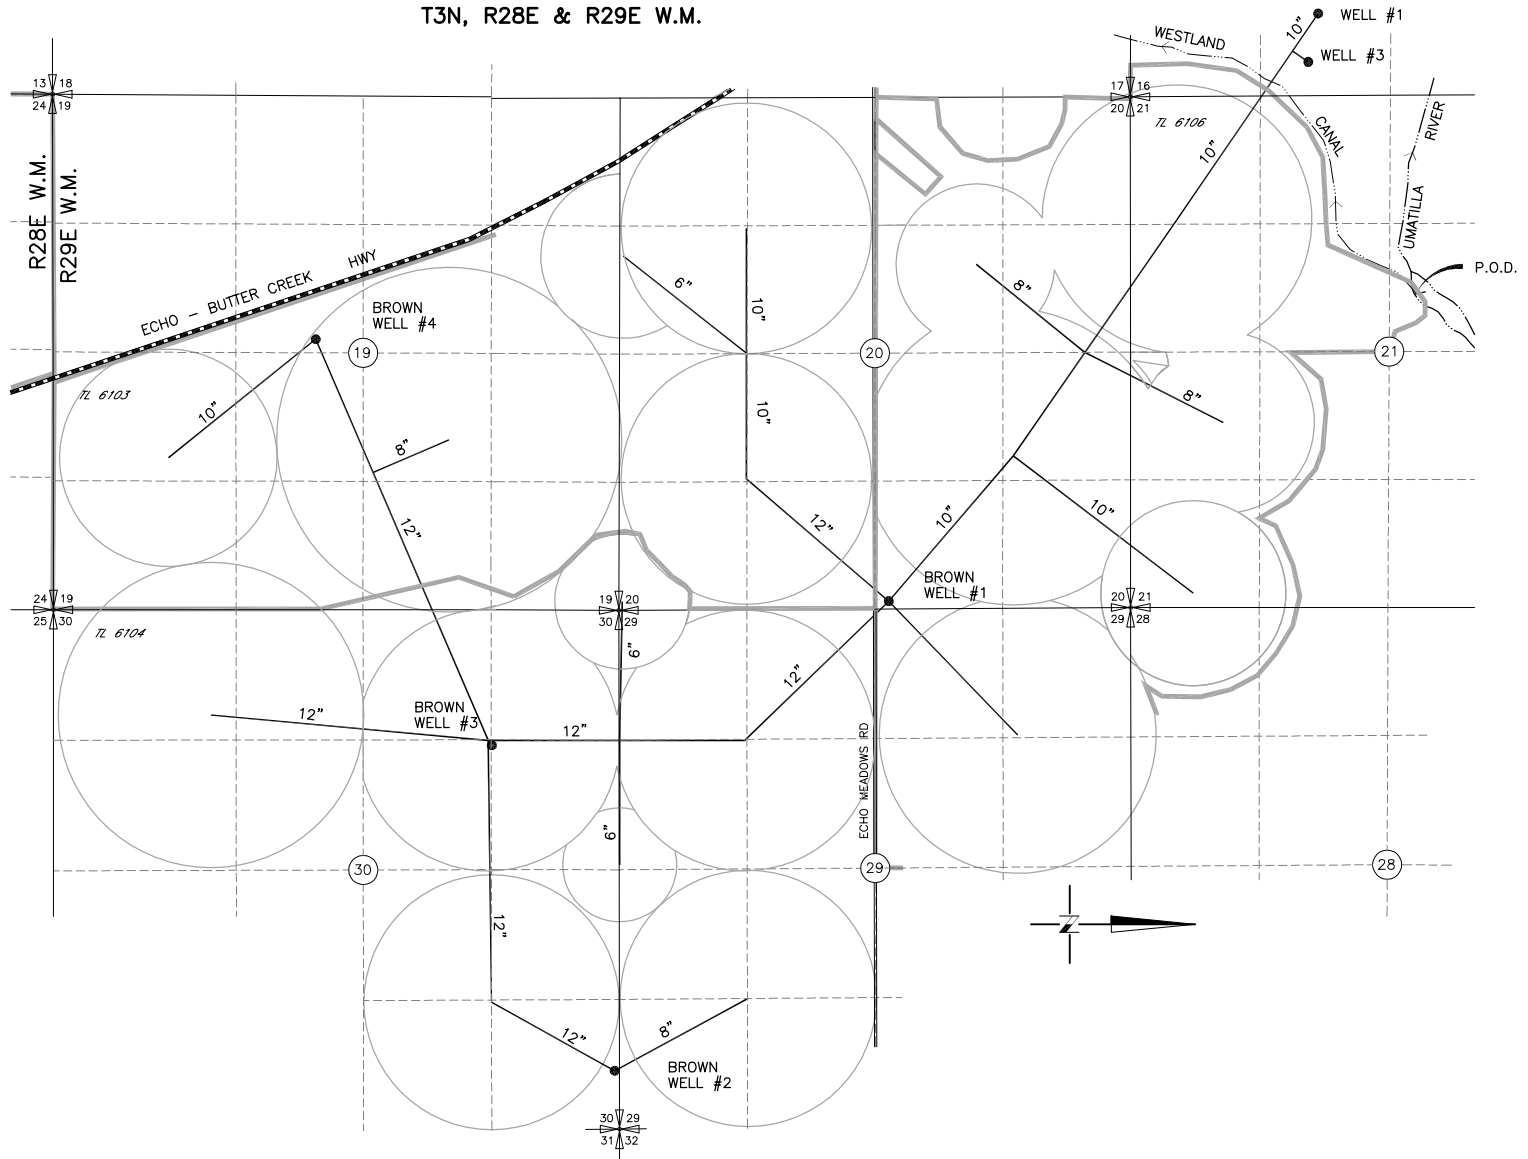 T3N, R28E & R29E W.M.
WELL #1
10”
WELL #3
WESTLAND
CANAL
RIVER
UMATILLA
P.O.D.
13 18
24 19
17 16
20 21
TL 6106
10”
R28E W.M.
R29E W.M.
ECHO - BUTTER CREEK HWY
BROWN
WELL #4
6”
10”
8”
19
20
21
TL 6103
10”
8”
10”
8”
12”
12”
10”
10”
BROWN
WELL #1
24 19
25 30
19 20
30 29
20 21
29 28
TL 6104
6”
12”
12”
BROWN
WELL #3
12”
ECHO MEADOWS RD
6”
30
29
28
12”
Z
12”
8”
BROWN
WELL #2
30 29
31 32